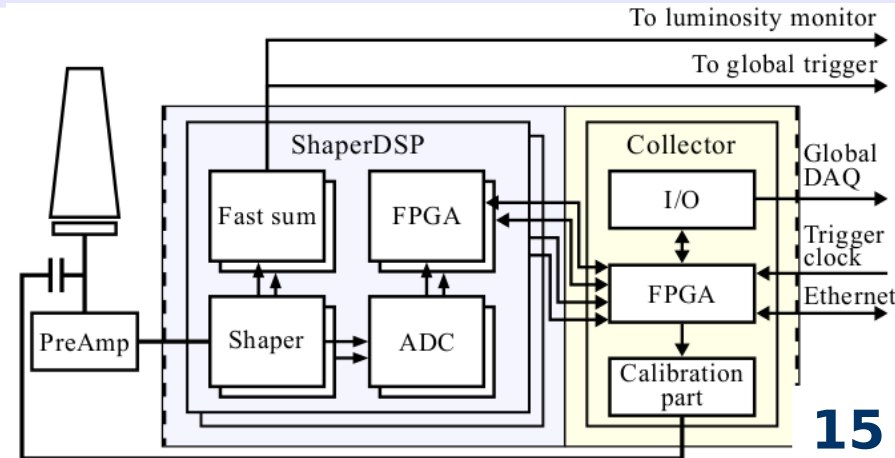 To luminosity monitor
To global trigger
ShaperDSP
Collector
Global
DAQ
Fast sum
FPGA
I/O
Trigger
clock
FPGA
Ethernet
PreAmp
Shaper
ADC
Calibration
part
15